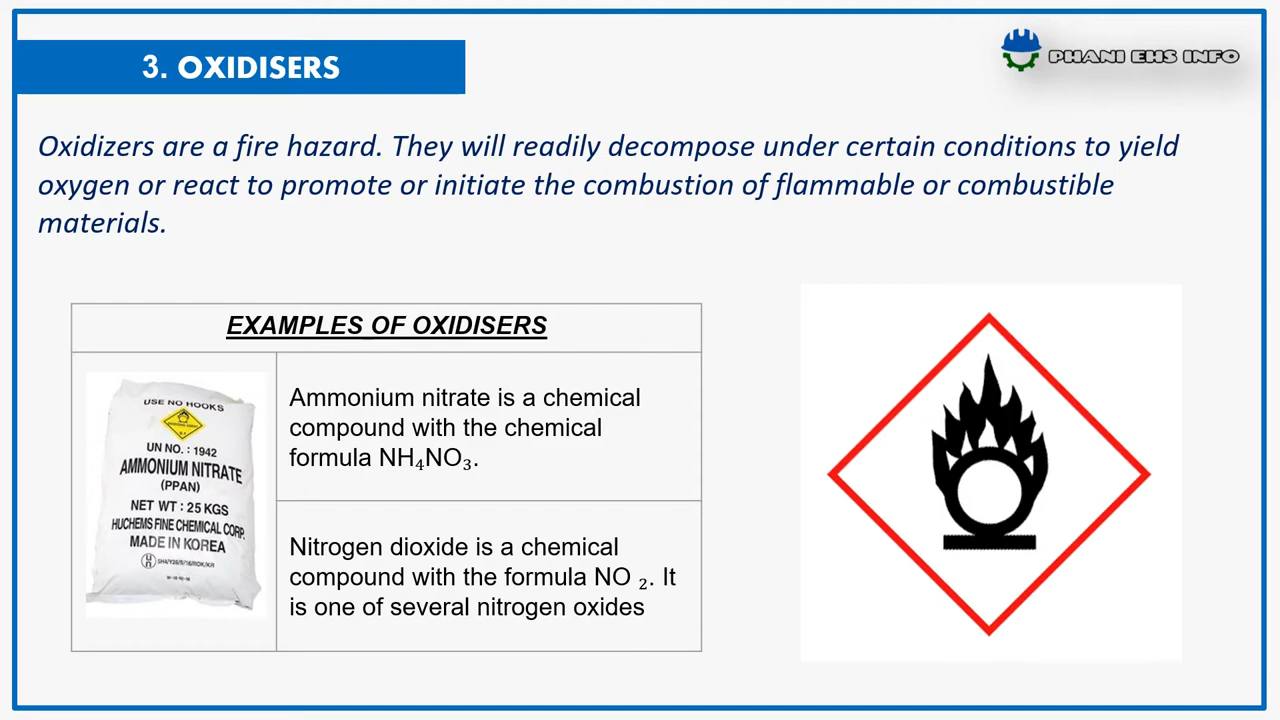 3. OXIDISERS
PHANI EHS INFO
Oxidizers are a fire hazard. They will readily decompose under certain conditions to yield
oxygen or react to promote or initiate the combustion of flammable or combustible
materials.
EXAMPLES OF OXIDISERS
USE NO HOOKS
UN NO. : 1942
AMMONIUM NITRATE
(PPAN)
NET WT : 25 KGS
HUCHEMS FINE CHEMICAL CORP.
MADE IN KOREA
Ammonium nitrate is a chemical
compound with the chemical
formula NH₄NO₃.
Nitrogen dioxide is a chemical
compound with the formula NO ₂. It
is one of several nitrogen oxides